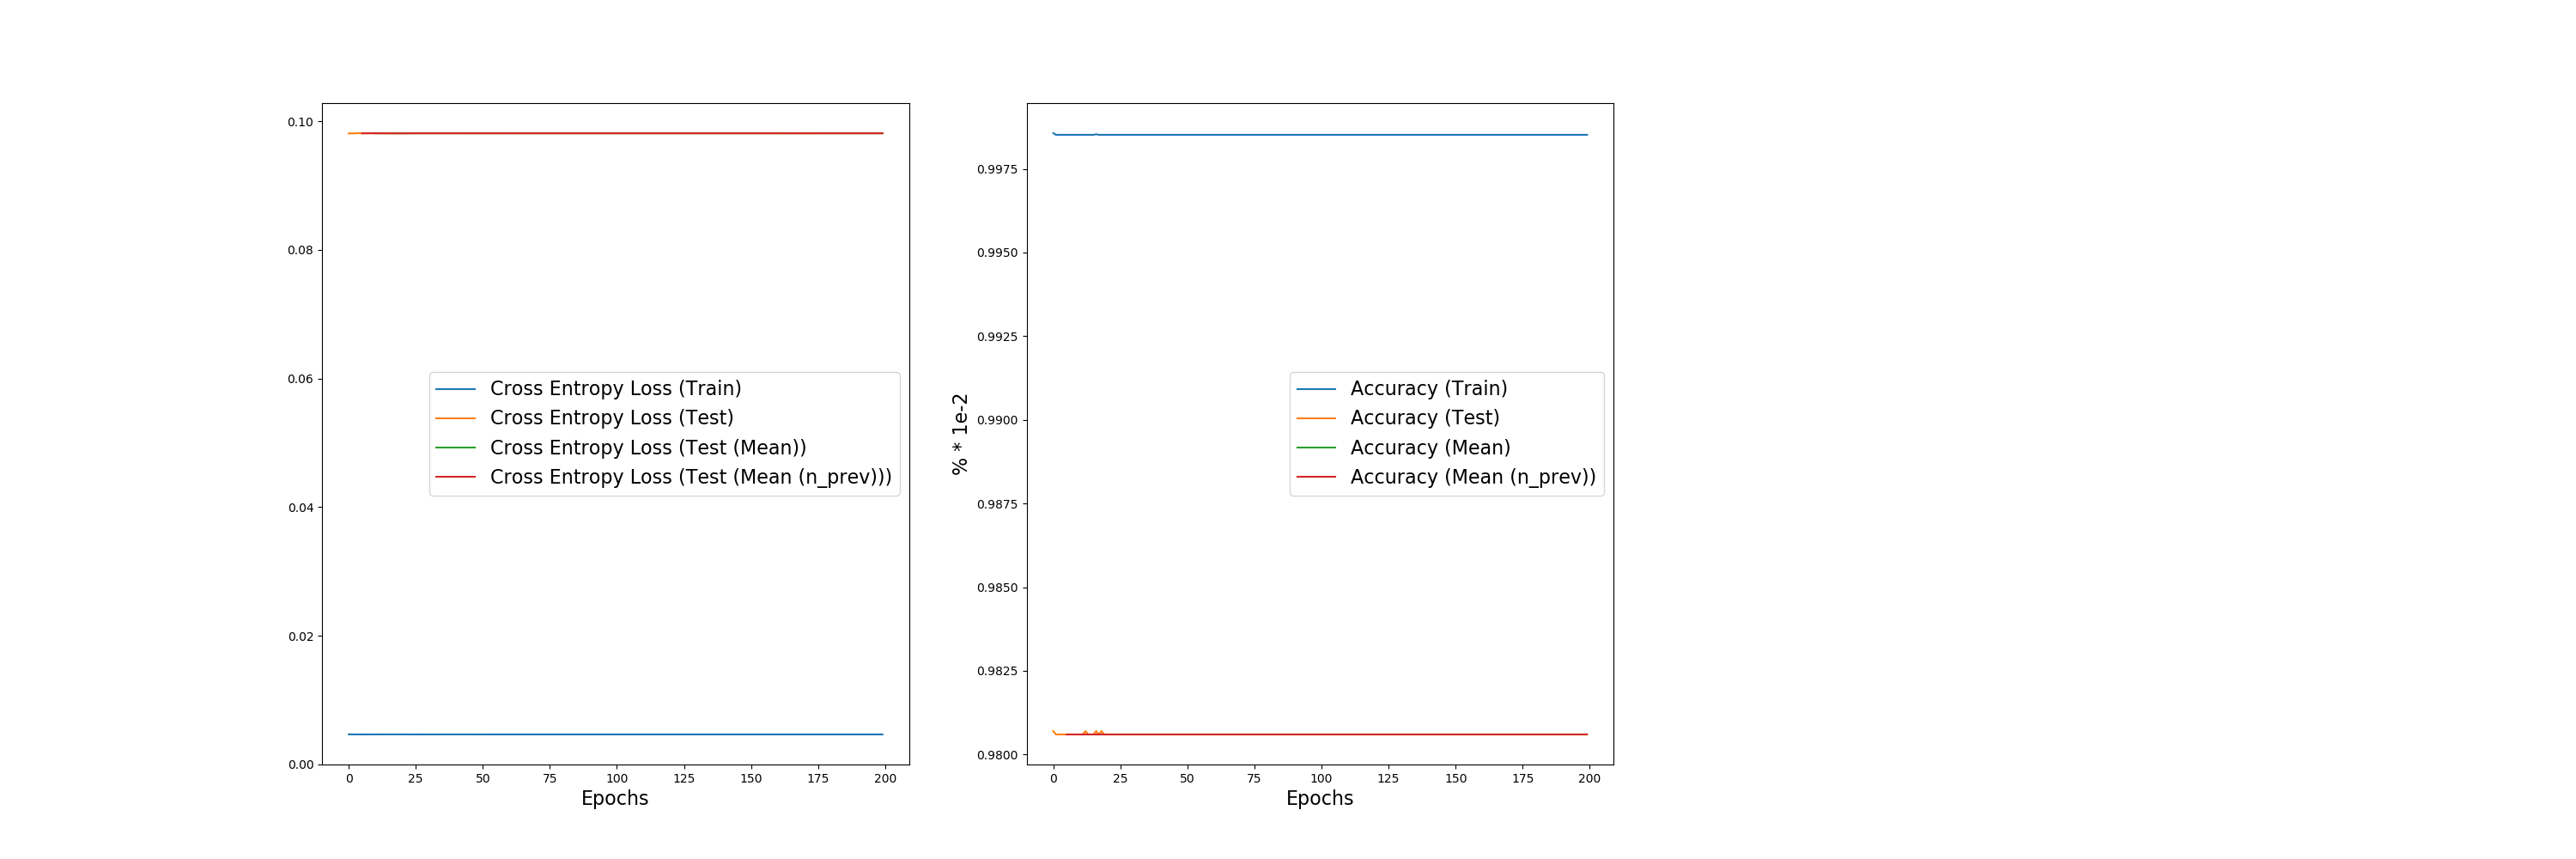 0.10
0.08
0.06
0.04
0.02
0.00
0 25 50 75 100 125 150 175 200
Epochs
Cross Entropy Loss (Train)
Cross Entropy Loss (Test)
Cross Entropy Loss (Test (Mean))
Cross Entropy Loss (Test (Mean (n_prev)))
% * 1e-2
0.9975
0.9950
0.9925
0.9900
0.9875
0.9850
0.9825
0.9800
0 25 50 75 100 125 150 175 200
Epochs
Accuracy (Train)
Accuracy (Test)
Accuracy (Mean)
Accuracy (Mean (n_prev))